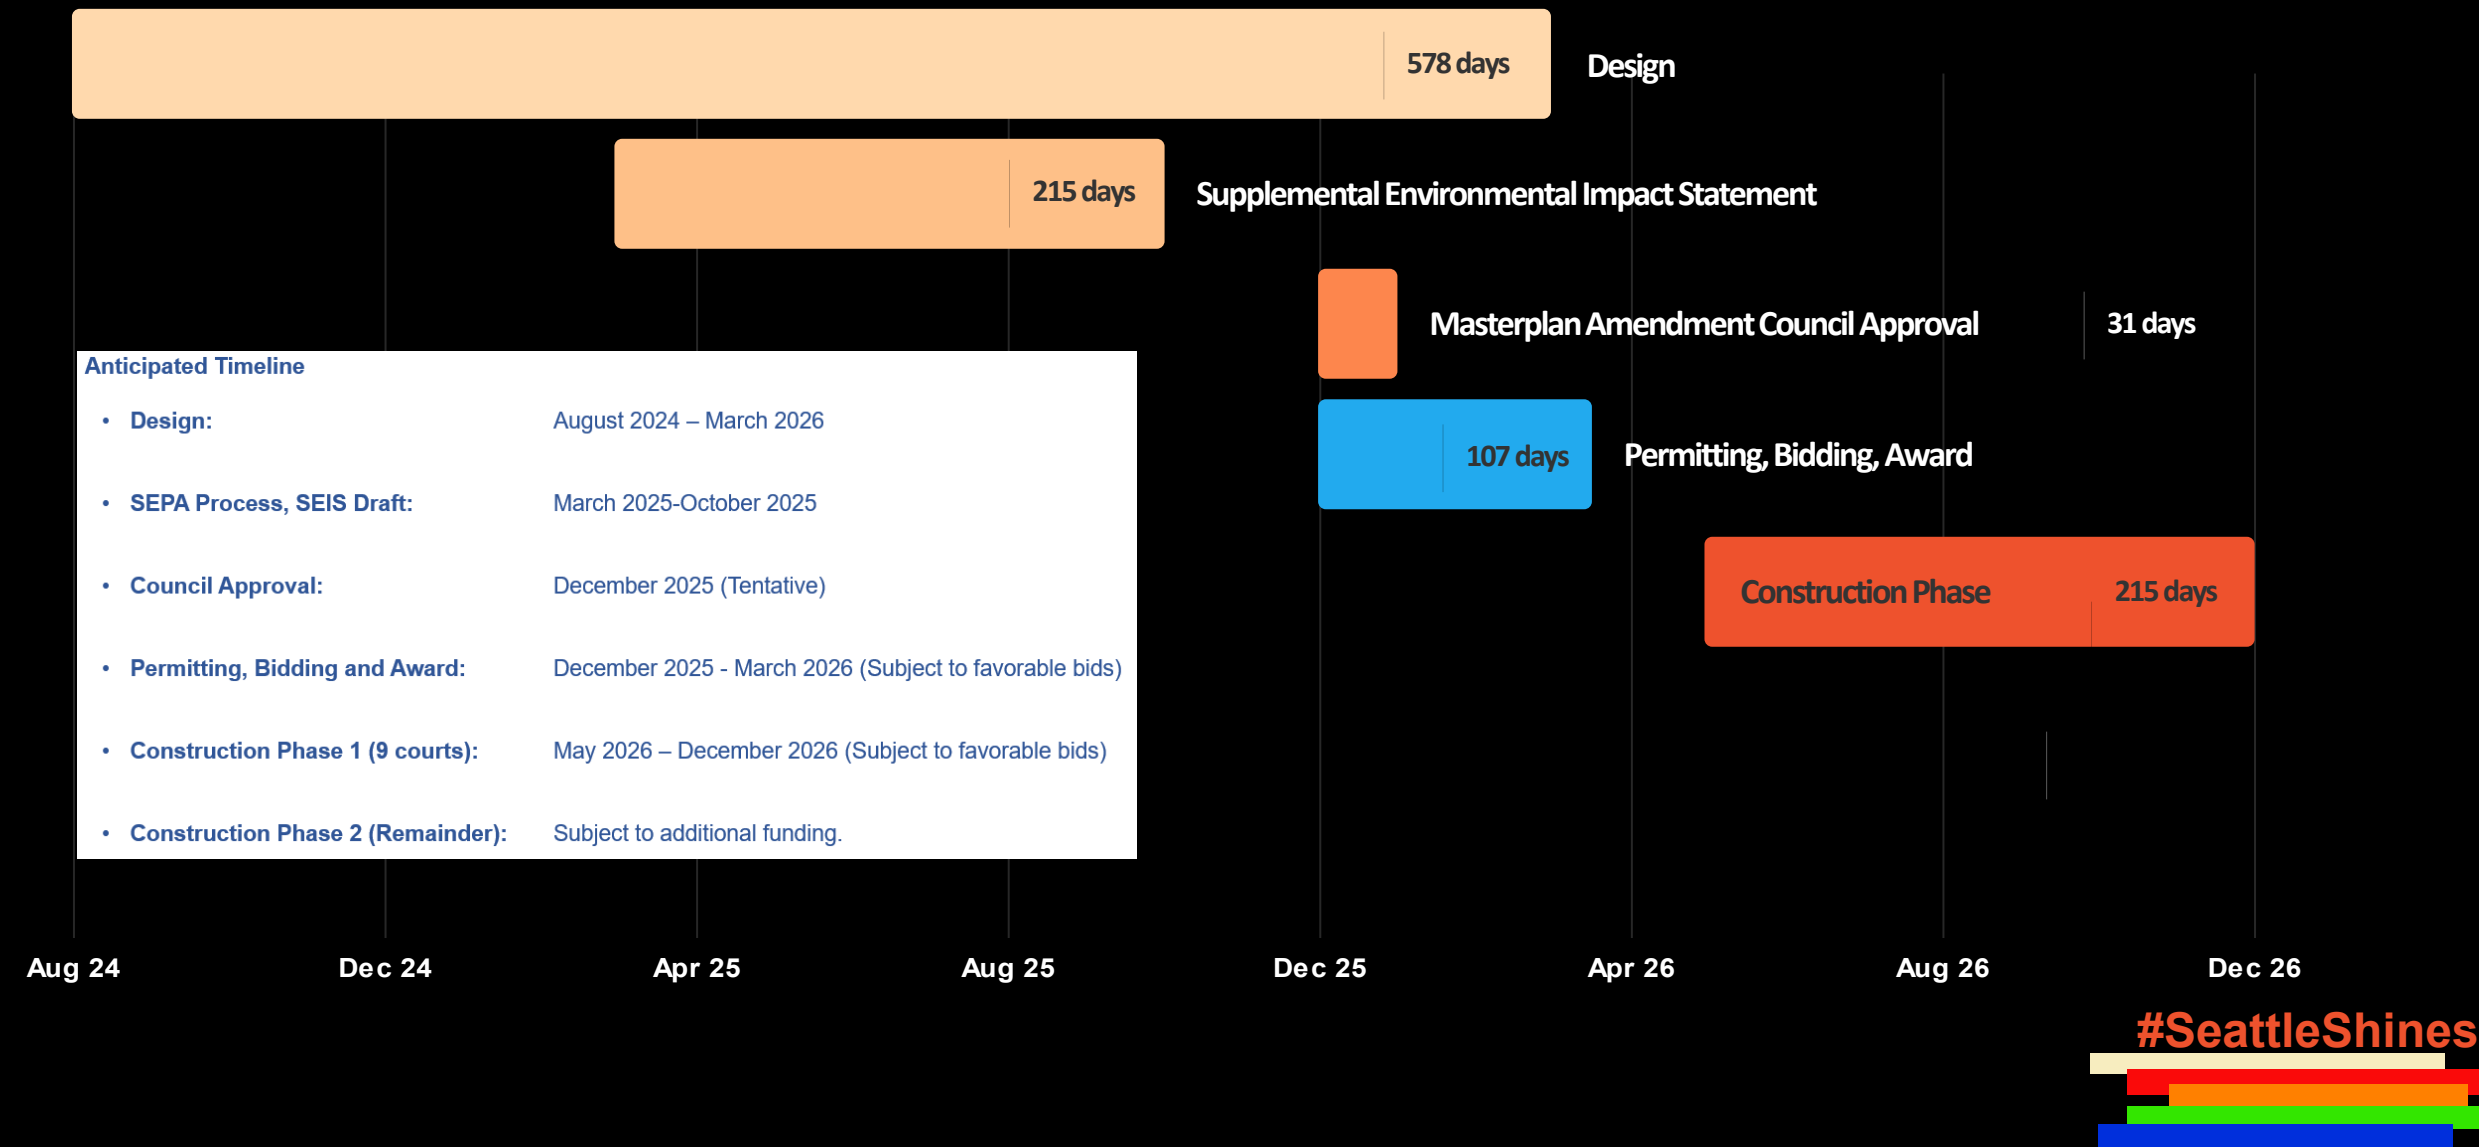 578 days
Design
215 days
Supplemental Environmental Impact Statement
Masterplan Amendment Council Approval
31 days
107 days
Permitting, Bidding, Award
Construction Phase
215 days
Anticipated Timeline
• Design: August 2024 – March 2026
• SEPA Process, SEIS Draft: March 2025-October 2025
• Council Approval: December 2025 (Tentative)
• Permitting, Bidding and Award: December 2025 - March 2026 (Subject to favorable bids)
• Construction Phase 1 (9 courts): May 2026 – December 2026 (Subject to favorable bids)
• Construction Phase 2 (Remainder): Subject to additional funding.
Aug 24 Dec 24 Apr 25 Aug 25 Dec 25 Apr 26 Aug 26 Dec 26
#SeattleShines